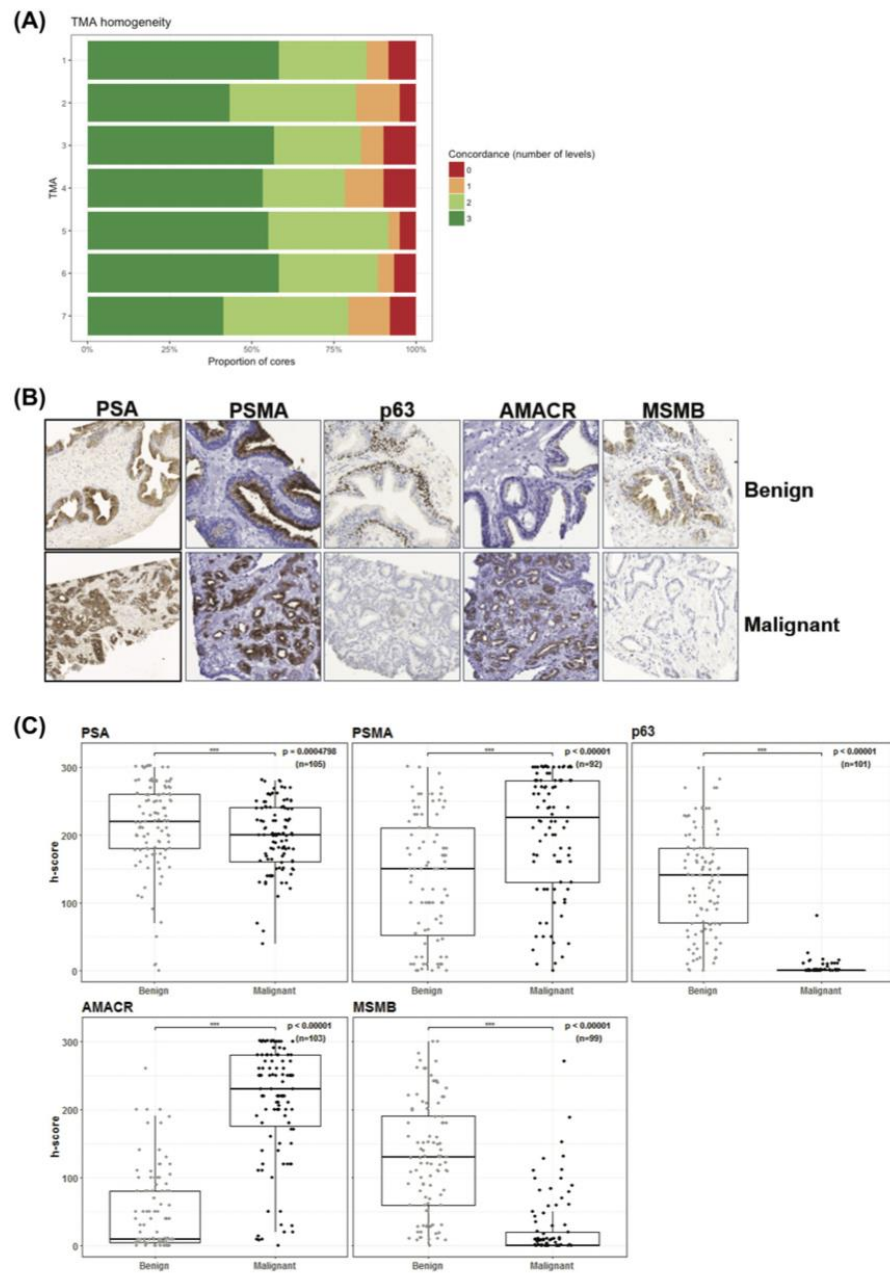 (A)
TMA homogeneity
1
2
3
4
5
6
7
TMA
0% 25% 50% 75% 100%
Proportion of cores
Concordance (number of levels)
0
1
2
3
(B)
PSA PSMA p63 AMACR MSMB
Benign
Malignant
(C)
PSA PSMA p63
*** p = 0.0004798 *** p < 0.00001 *** p < 0.00001
(n=105) (n=92) (n=101)
300
200
100
0
h-score
Benign Malignant Benign Malignant Benign Malignant
AMACR MSMB
*** p < 0.00001 *** p < 0.00001
(n=103) (n=99)
300
200
100
0
h-score
Benign Malignant Benign Malignant